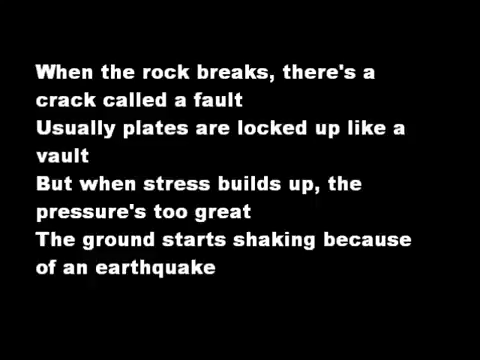 When the rock breaks, there's a
crack called a fault
Usually plates are locked up like a
vault
But when stress builds up, the
pressure's too great
The ground starts shaking because
of an earthquake